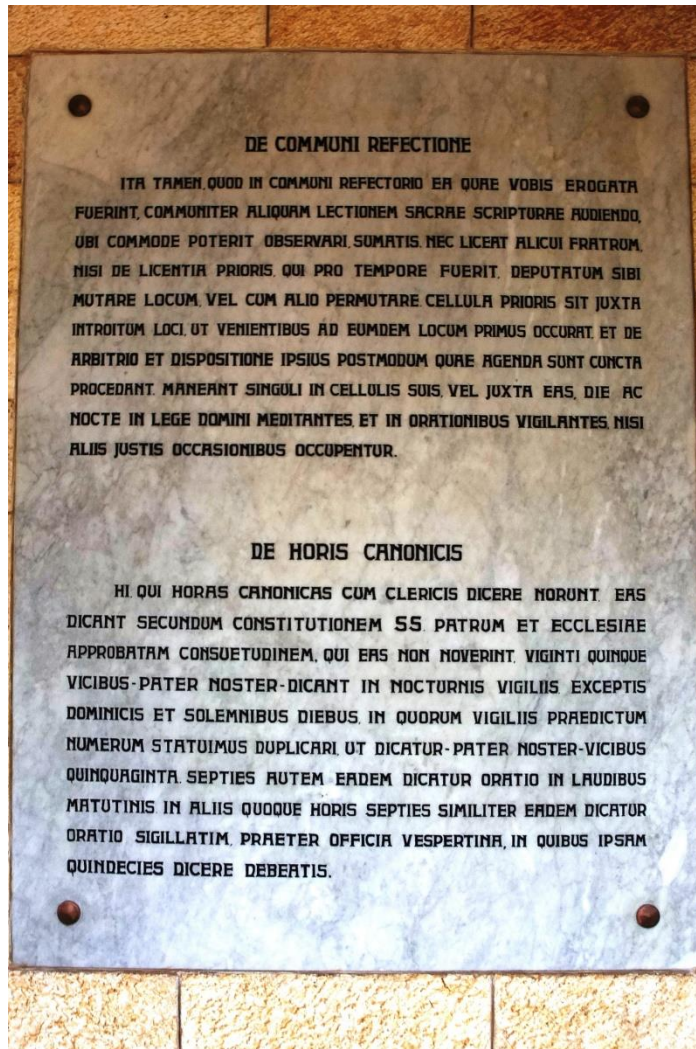 DE COMMUNI REFECTIONE
ITA TAMEN, QUOD IN COMMUNI REFECTORIO EA QUAE VOBIS EROGATA
FUERINT, COMMUNITER ALIQUAM LECTIONEM SACRAE SCRIPTURAE AUDIENDO,
UBI COMMODE POTERIT OBSERVARI, SUMATIS. NEC LICEAT ALICUI FRATRUM,
NISI DE LICENTIA PRIORIS, QUI PRO TEMPORE FUERIT, DEPUTATUM SIBI
MUTARE LOCUM, VEL CUM ALIO PERMUTARE. CELLULA PRIORIS SIT JUXTA
INTROITUM LOCI, UT VENIENTIBUS AD EUMDEM LOCUM PRIMUS OCCURAT, ET DE
ARBITRIO ET DISPOSITIONE IPSIUS POSTMODUM QUAE AGENDA SUNT CUNCTA
PROCEDANT. MANEANT SINGULI IN CELLULIS SUIS, VEL JUXTA EAS, DIE AC
NOCTE IN LEGE DOMINI MEDITANTES, ET IN ORATIONIBUS VIGILANTES, NISI
ALIIS JUSTIS OCCASIONIBUS OCCUPENTUR.
DE HORIS CANONICIS
HI, QUI HORAS CANONICAS CUM CLERICIS DICERE NORUNT, EAS
DICANT SECUNDUM CONSTITUTIONEM SS. PATRUM ET ECCLESIAE
APPROBATAM CONSUETUDINEM, QUI EAS NON NOVERINT, VIGINTI QUINQUE
VICIBUS-PATER NOSTER-DICANT IN NOCTURNIS VIGILIIS EXCEPTIS
DOMINICIS ET SOLEMNIBUS DIEBUS, IN QUORUM VIGILIIS PRAEDICTUM
NUMERUM STATUIMUS DUPLICARI, UT DICATUR-PATER NOSTER-VICIBUS
QUINQUAGINTA. SEPTIES AUTEM EADEM DICATUR ORATIO IN LAUDIBUS
MATUTINIS IN ALIIS QUOQUE HORIS SEPTIES SIMILITER EADEM DICATUR
ORATIO SIGILLATIM, PRAETER OFFICIA VESPERTINA, IN QUIBUS IPSAM
QUINDECIES DICERE DEBEATIS.